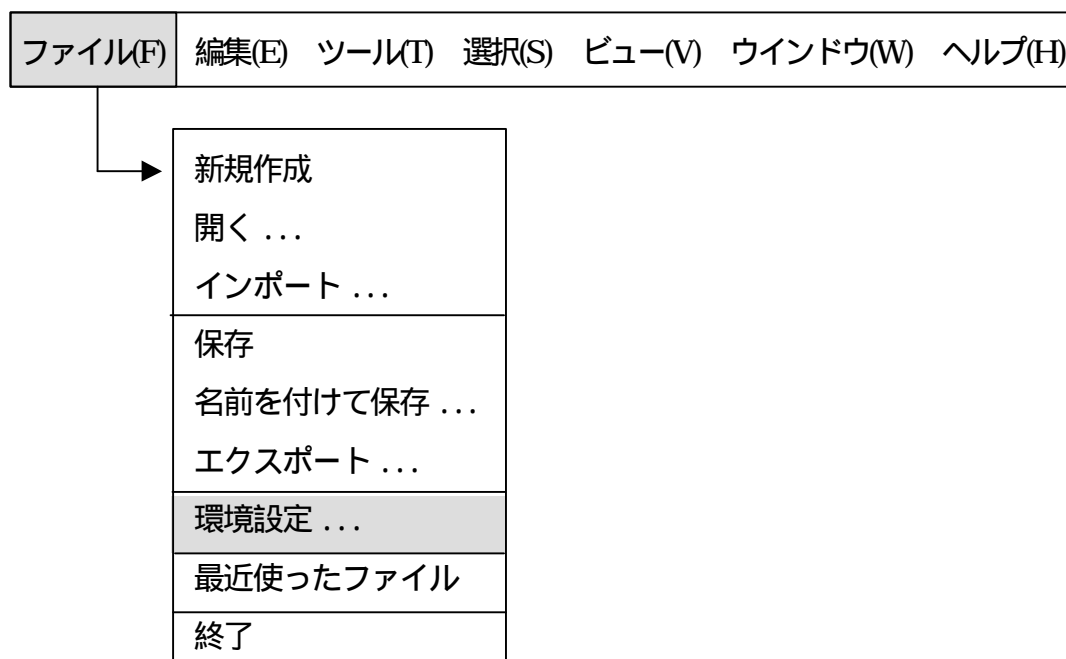 ファイル(F) 編集(E) ツール(T) 選択(S) ビュー(V) ウインドウ(W) ヘルプ(H)
新規作成
開く ...
インポート ...
保存
名前を付けて保存 ...
エクスポート ...
環境設定 ...
最近使ったファイル
終了